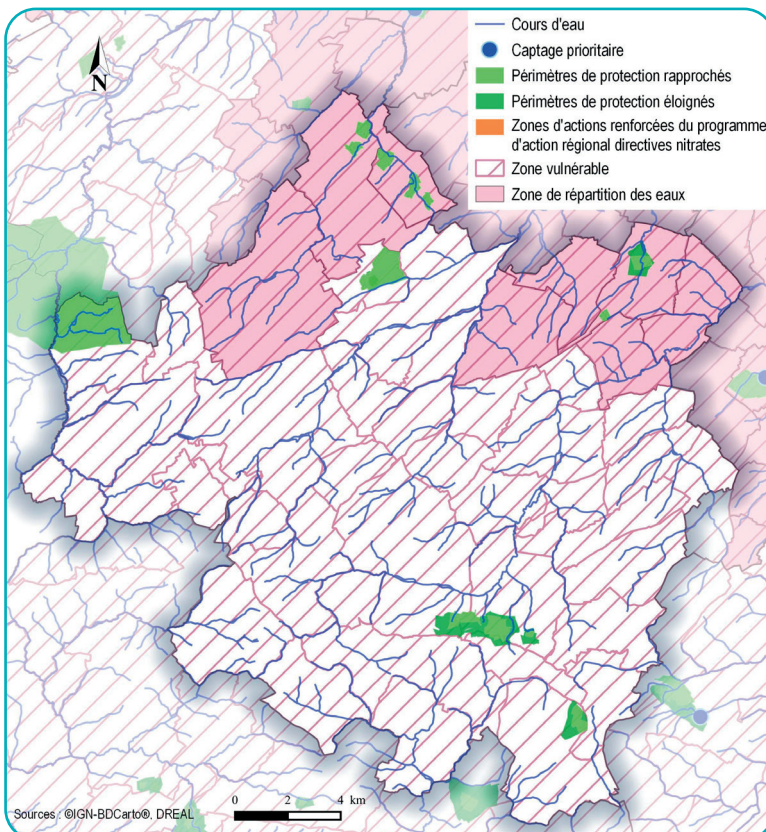 Cours d'eau
Captage prioritaire
Périmètres de protection rapprochés
Périmètres de protection éloignés
Zones d'actions renforcées du programme
d'action régional directives nitrates
Zone vulnérable
Zone de répartition des eaux
N
0 2 4 km
Sources : ©IGN-BDCarto®, DREAL